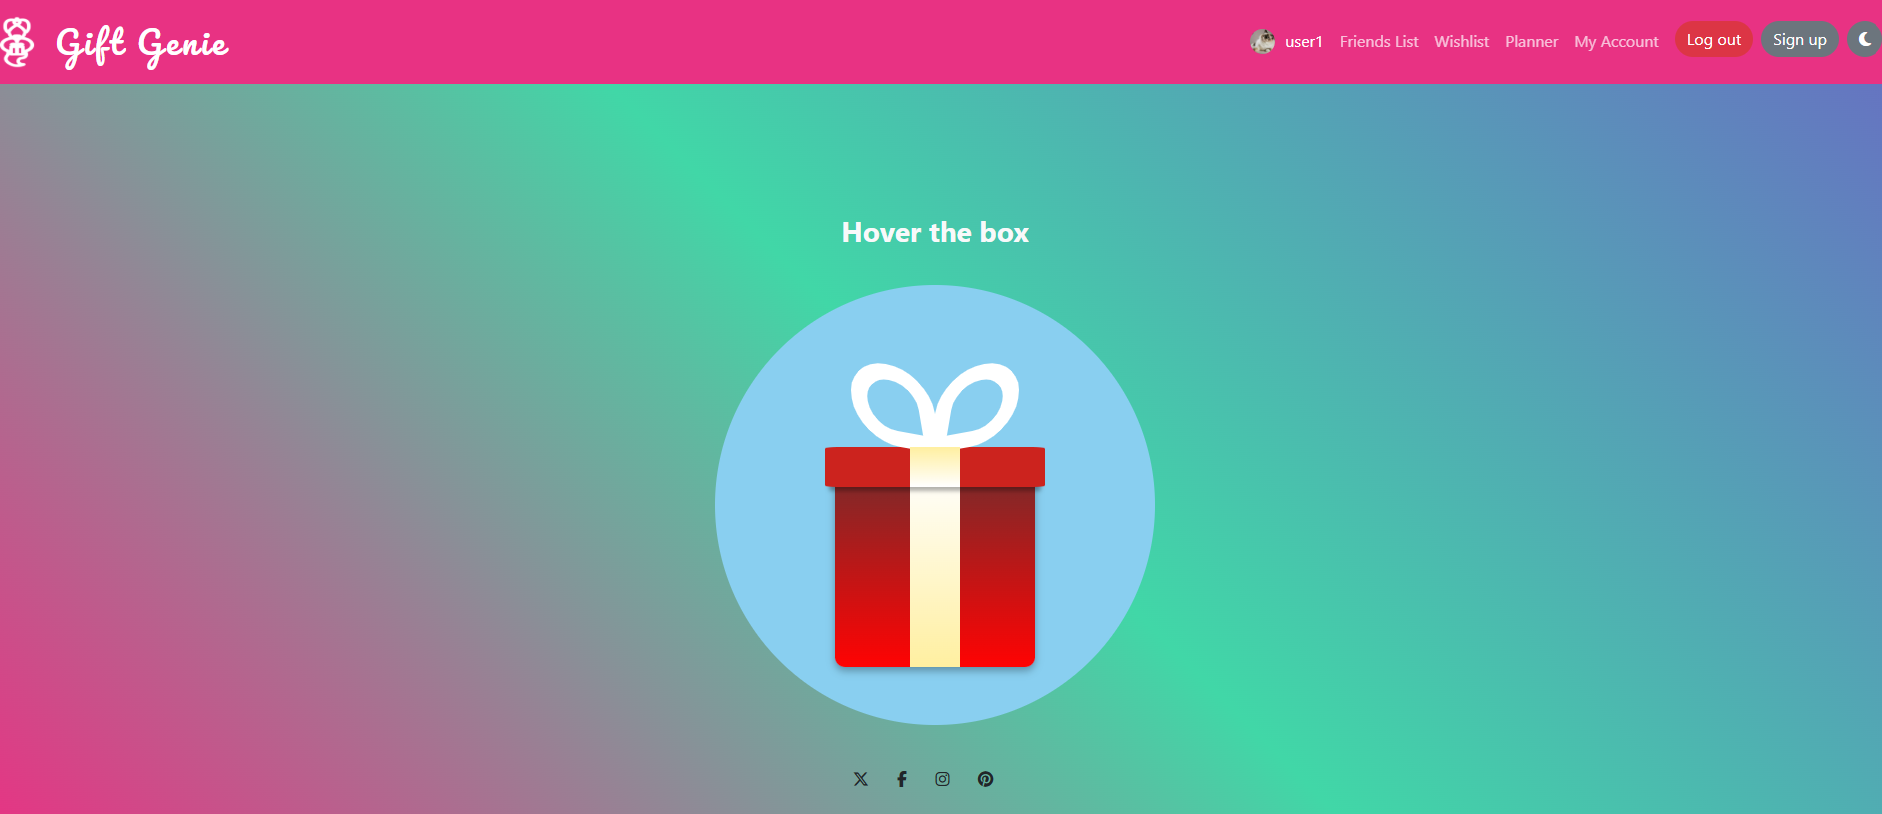 Gift Genie
user1 Friends List Wishlist Planner My Account Log out Sign up
Hover the box